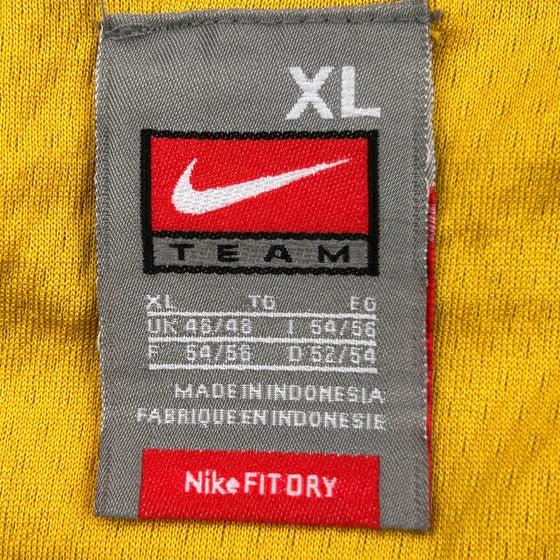 XL
TEAM
XL TG EG
UK 46/48 I 54/56
F 54/56 D 52/54
MADE IN INDONESIA
FABRIQUE EN INDONESIE
Nike FIT DRY